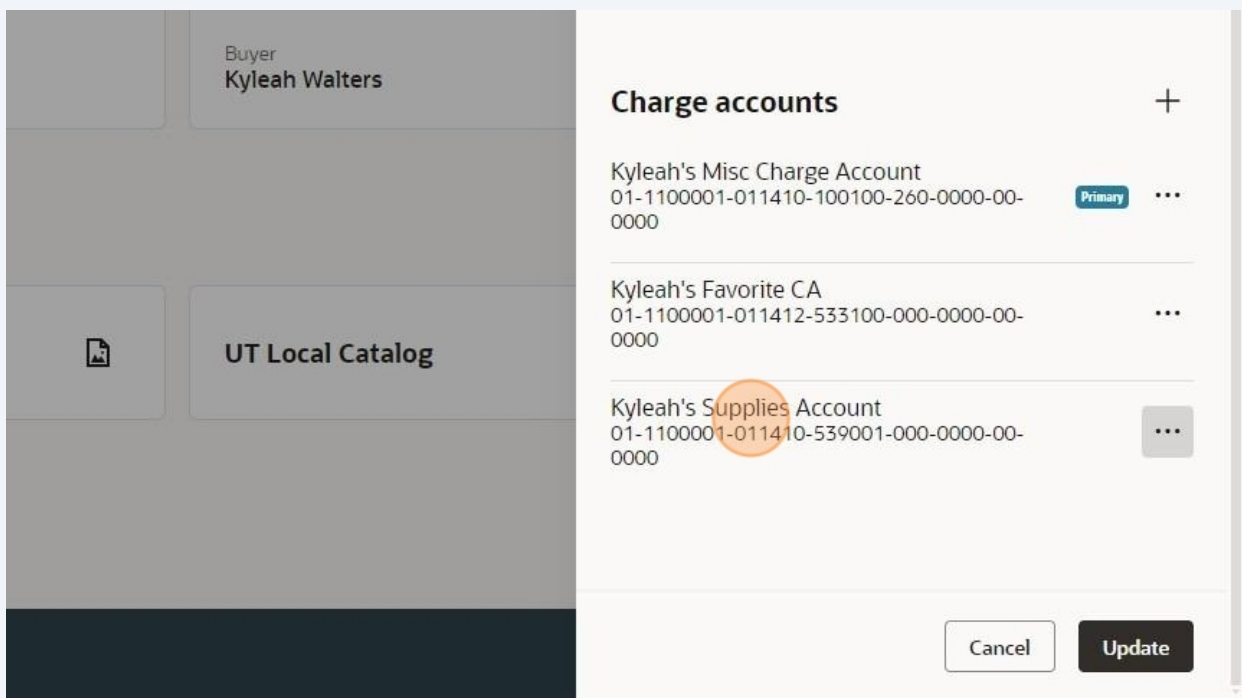 Buyer
Kyleah Walters
UT Local Catalog
Charge accounts
Kyleah's Misc Charge Account
01-1100001-011410-100100-260-0000-00-
0000
Primary
Kyleah's Favorite CA
01-1100001-011412-533100-000-0000-00-
0000
Kyleah's Supplies Account
01-1100001-011410-539001-000-0000-00-
0000
Cancel
Update